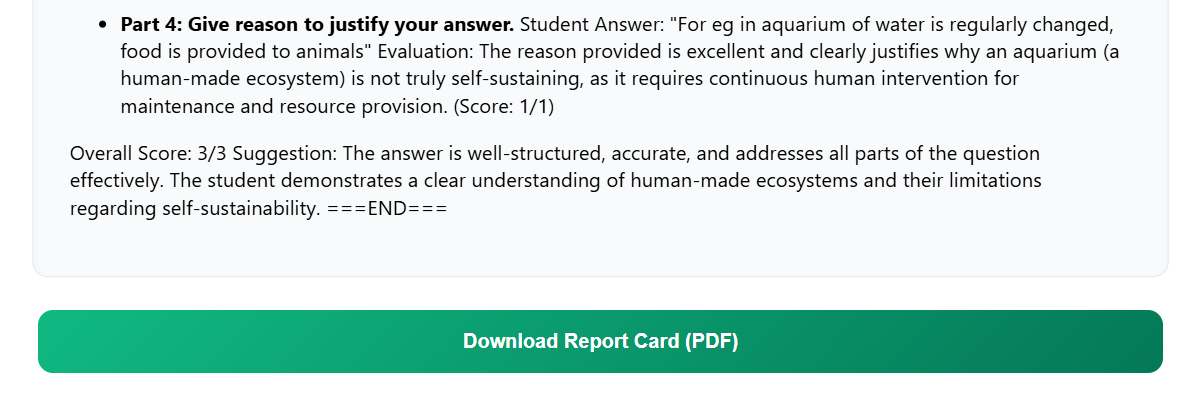 • Part 4: Give reason to justify your answer. Student Answer: "For eg in aquarium of water is regularly changed,
food is provided to animals" Evaluation: The reason provided is excellent and clearly justifies why an aquarium (a
human-made ecosystem) is not truly self-sustaining, as it requires continuous human intervention for
maintenance and resource provision. (Score: 1/1)
Overall Score: 3/3 Suggestion: The answer is well-structured, accurate, and addresses all parts of the question
effectively. The student demonstrates a clear understanding of human-made ecosystems and their limitations
regarding self-sustainability. ===END===
Download Report Card (PDF)